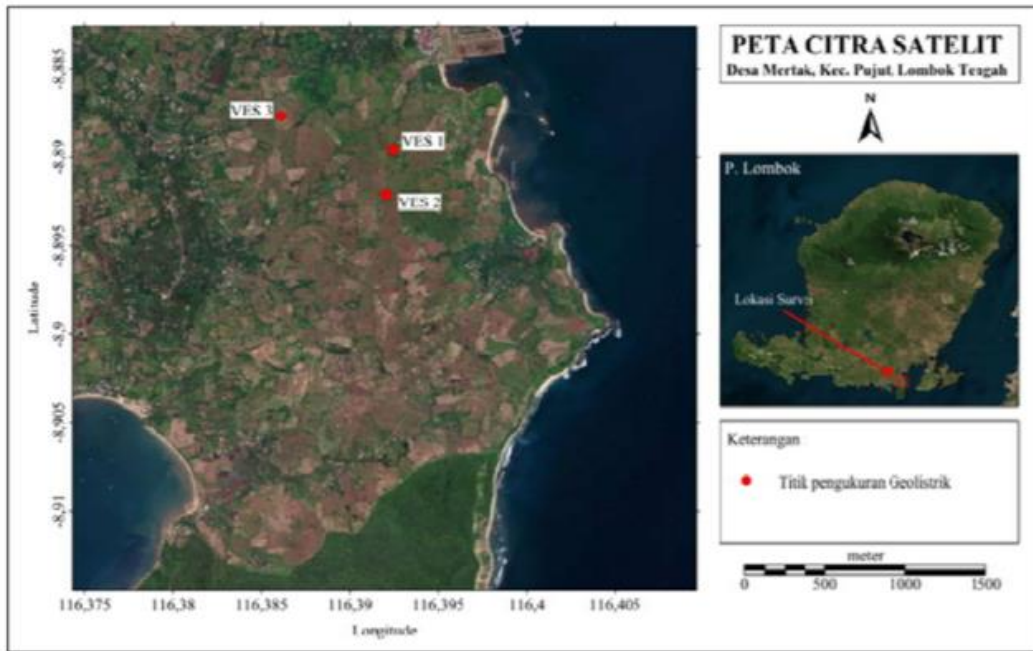 PETA CITRA SATELIT
Desa Mertak, Kec. Pujut, Lombok Tengah
N
P. Lombok
Lokasi Survei
Keterangan
Titik pengukuran Geolistrik
meter
0 500 1000 1500
VES 3
VES 1
VES 2
Latitude
-8,885
-8,89
-8,895
-8,9
-8,905
-8,91
116,375 116,38 116,385 116,39 116,395 116,4 116,405
Longitude